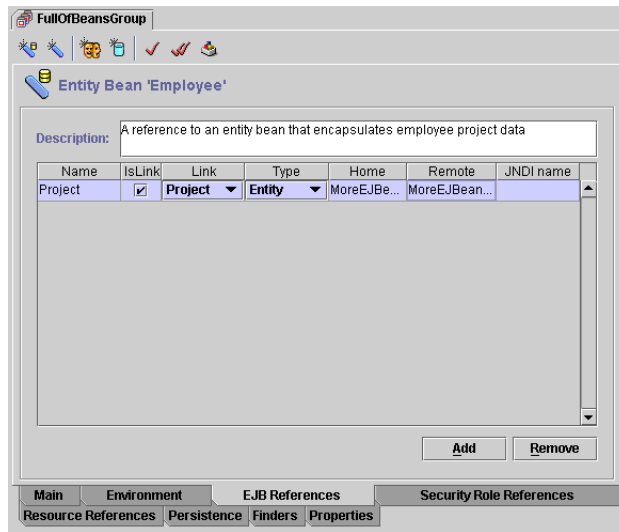 FullOfBeansGroup
Entity Bean 'Employee'
Description: A reference to an entity bean that encapsulates employee project data
Name IsLink Link Type Home Remote JNDI name
Project Project Entity MoreEJBe... MoreEJBean...
Add Remove
Main Environment EJB References Security Role References
Resource References Persistence Finders Properties